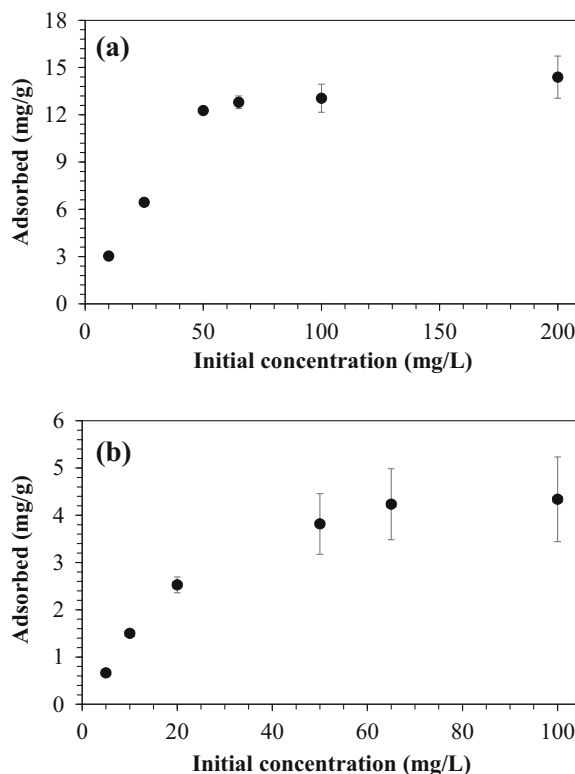 (a)
Adsorbed (mg/g)
18
15
12
9
6
3
0
0 50 100 150 200
Initial concentration (mg/L)
(b)
Adsorbed (mg/g)
6
5
4
3
2
1
0
0 20 40 60 80 100
Initial concentration (mg/L)